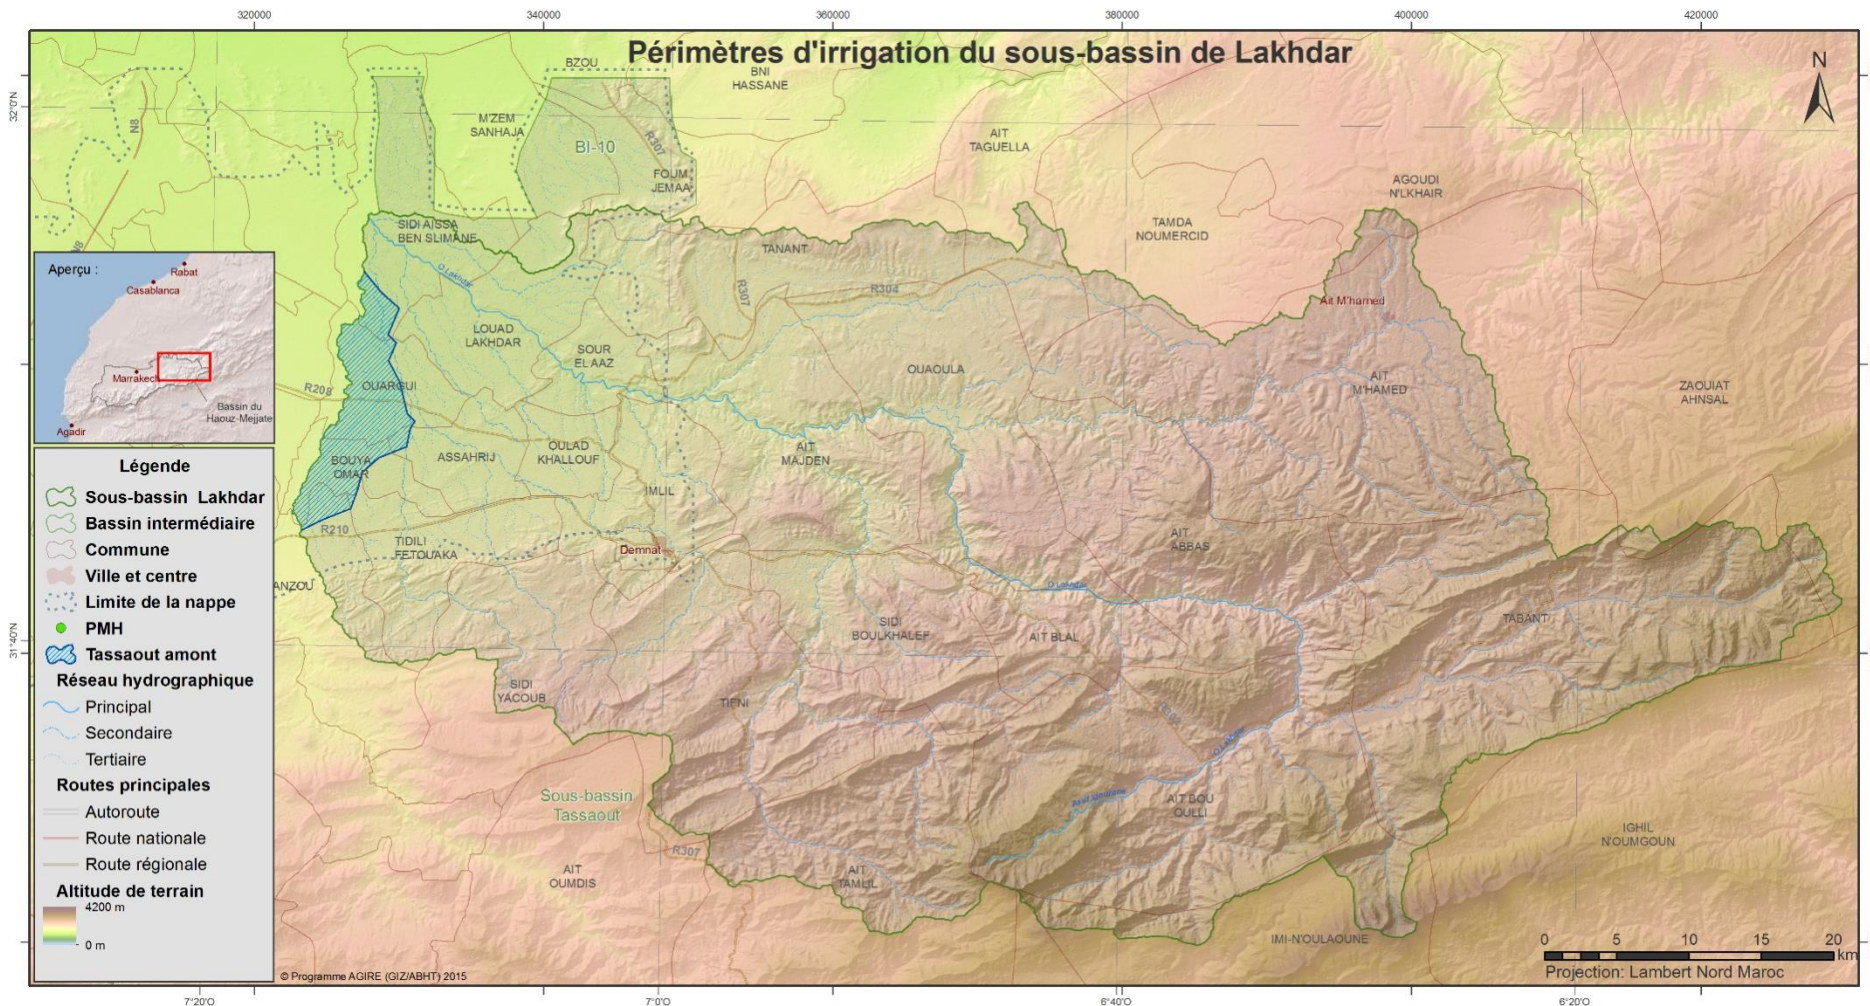 320000
340000
360000
380000
400000
420000
Périmètres d'irrigation du sous-bassin de Lakhdar
N
32°0'N
31°40'N
N8
N8
BZOU
BNI
HASSANE
M'ZEM
SANHAJA
BI-10
R307
FOUM
JEMAA
AIT
TAGUELLA
AGOUDI
N'LKHAIR
TAMDA
NOUMERCID
SIDI AISSA
BEN SLIMANE
TANANT
O Lakhdar
R307
R304
Ait M'hamed
LOUAD
LAKHDAR
SOUR
EL AAZ
OUAOULA
AIT
M'HAMED
ZAOUIAT
AHNSAL
R208
OUARGUI
BOUYA
OMAR
ASSAHRIJ
OULAD
KHALLOUF
AIT
MAJDEN
IMLIL
R210
TIDILI
FETOUAKA
Demnat
AIT
ABBAS
ANZOU
O Lakhdar
SIDI
BOULKHALEF
AIT BLAL
TABANT
SIDI
YACOUB
TIFNI
O Lakhdar
Sous-bassin
Tassaout
AIT BOU
OULLI
IGHIL
N'OUMGOUN
R307
AIT
OUMDIS
AIT
TAMLIL
IMI-N'OULAOUNE
Aperçu :
Rabat
Casablanca
Marrakech
Bassin du
Haouz-Mejjate
Agadir
Légende
Sous-bassin Lakhdar
Bassin intermédiaire
Commune
Ville et centre
Limite de la nappe
PMH
Tassaout amont
Réseau hydrographique
Principal
Secondaire
Tertiaire
Routes principales
Autoroute
Route nationale
Route régionale
Altitude de terrain
4200 m
0 m
© Programme AGIRE (GIZ/ABHT) 2015
0 5 10 15 20
km
Projection: Lambert Nord Maroc
7°20'O
7°0'O
6°40'O
6°20'O